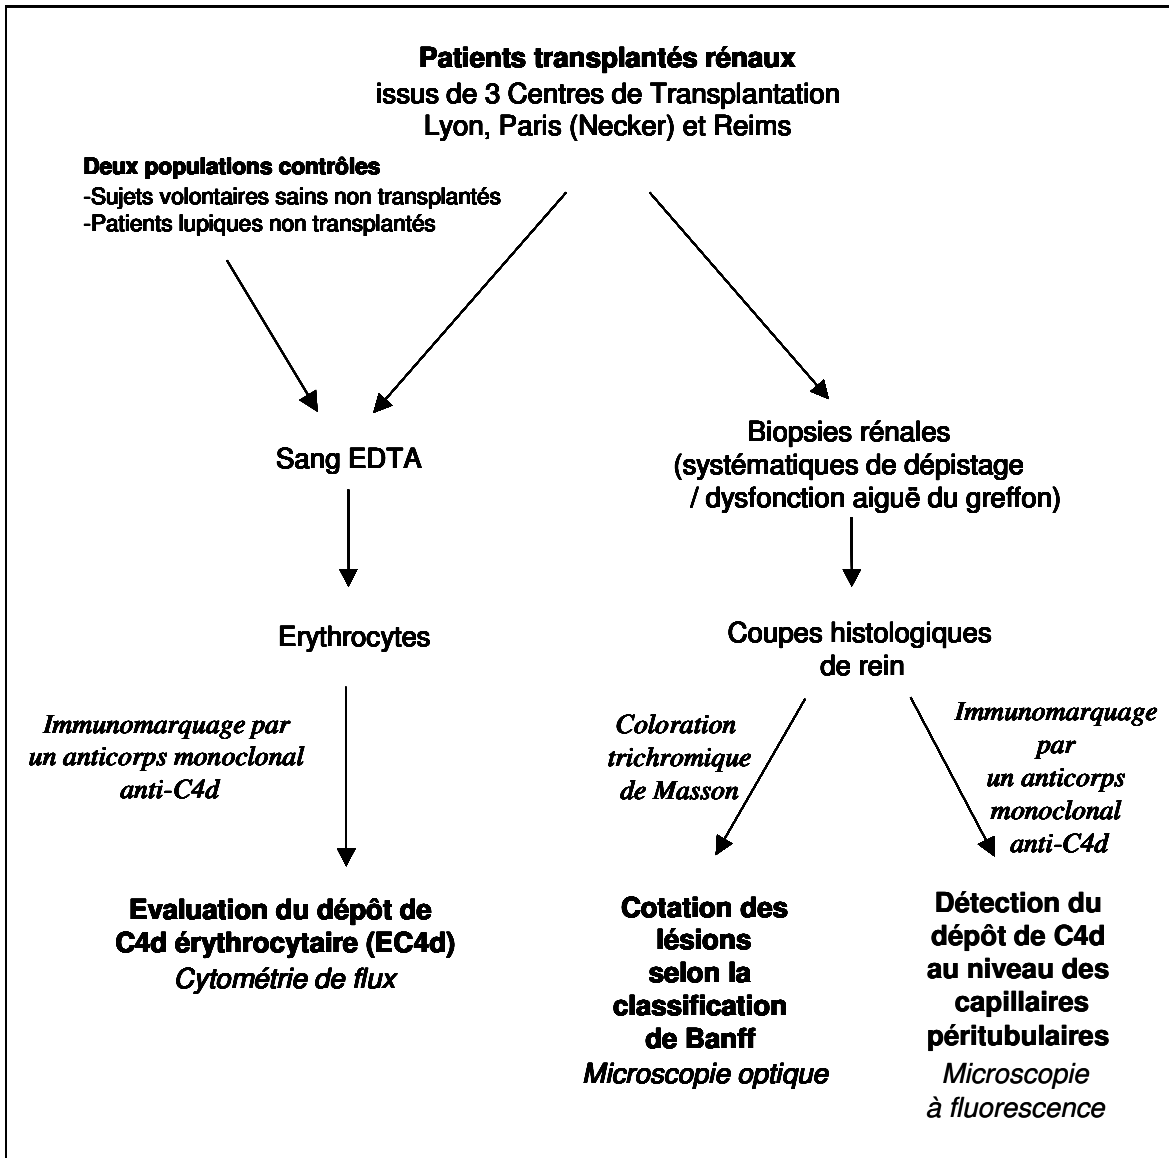 Patients transplantés rénaux
issus de 3 Centres de Transplantation
Lyon, Paris (Necker) et Reims
Deux populations contrôles
-Sujets volontaires sains non transplantés
-Patients lupiques non transplantés
Sang EDTA
Biopsies rénales
(systématiques de dépistage
/ dysfonction aiguē du greffon)
Erythrocytes
Coupes histologiques
de rein
Immunomarquage par
un anticorps monoclonal
anti-C4d
Coloration
trichromique
de Masson
Immunomarquage
par
un anticorps
monoclonal
anti-C4d
Evaluation du dépôt de
C4d érythrocytaire (EC4d)
Cytométrie de flux
Cotation des
lésions
selon la
classification
de Banff
Microscopie optique
Détection du
dépôt de C4d
au niveau des
capillaires
péritubulaires
Microscopie
à fluorescence